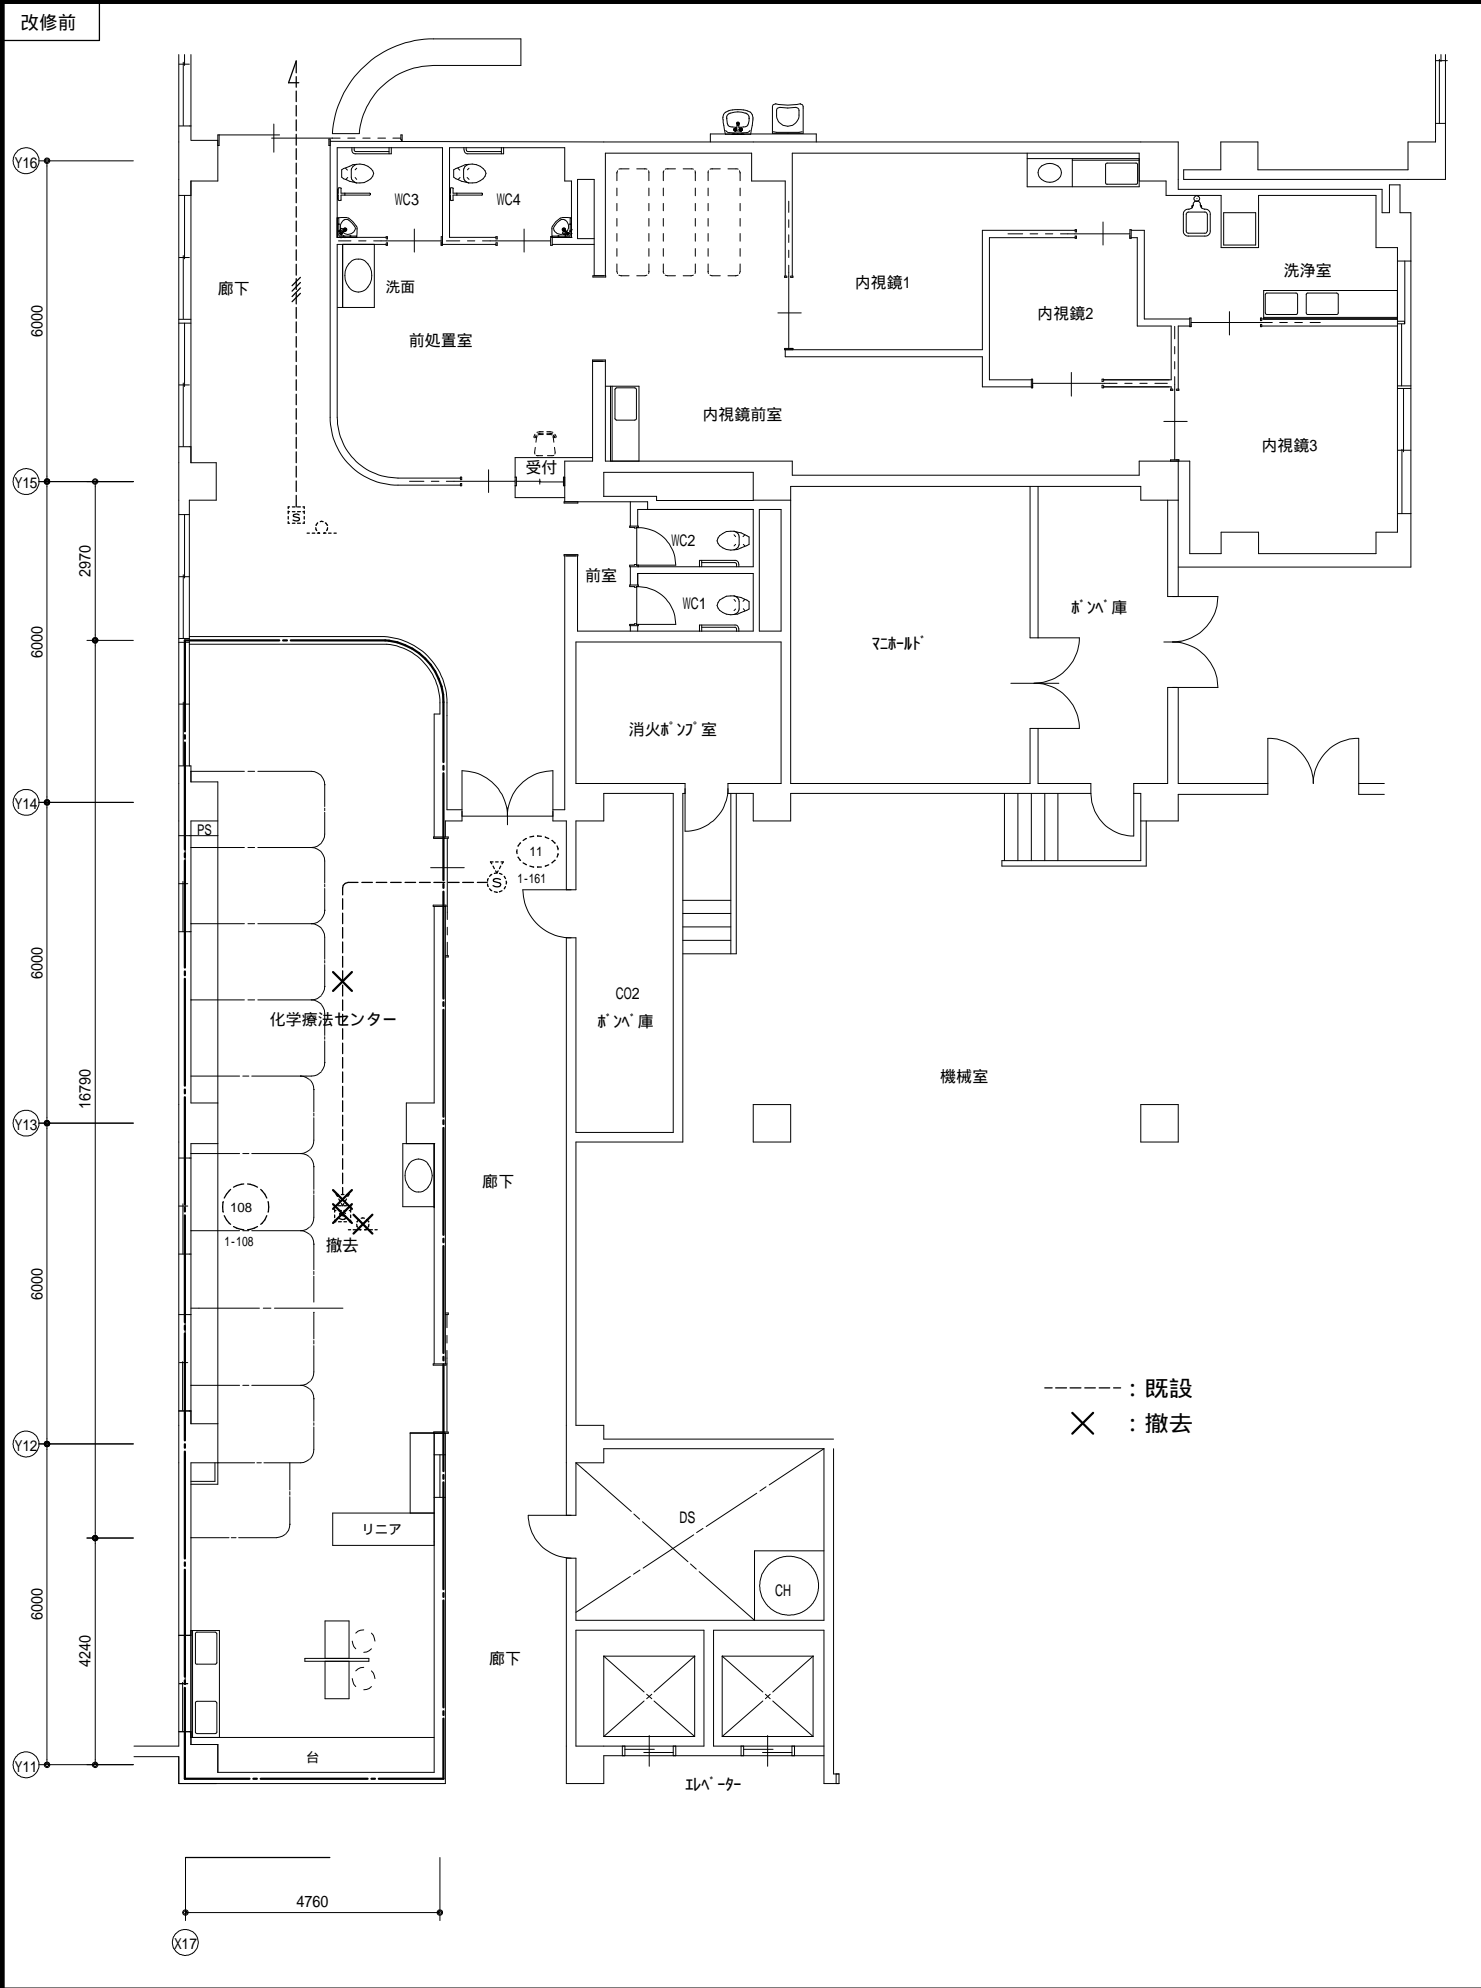 改修前
Y16
WC3
WC4
廊下
洗面
前処置室
内視鏡1
内視鏡2
洗浄室
6000
内視鏡前室
内視鏡3
受付
Y15
S
2970
WC2
前室
WC1
ﾎﾞﾝﾍﾞ庫
6000
ﾏﾆﾎｰﾙﾄﾞ
消火ﾎﾟﾝﾌﾟ室
Y14
PS
11
1-161
S
6000
CO2
ﾎﾞﾝﾍﾞ庫
化学療法センター
16790
機械室
Y13
廊下
108
1-108
撤去
6000
：既設
：撤去
Y12
DS
リニア
CH
6000
4240
廊下
台
Y11
ｴﾚﾍﾞｰﾀｰ
4760
X17